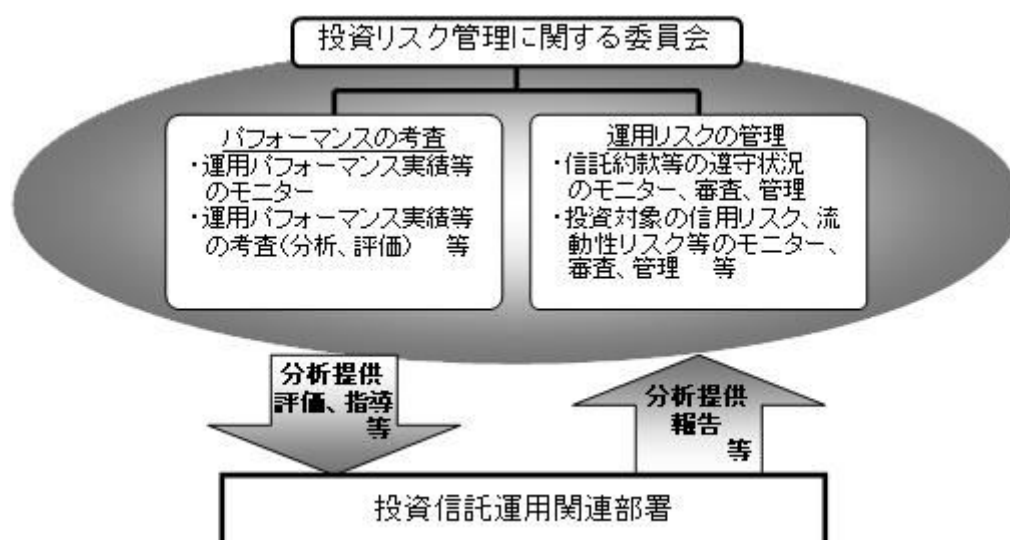 投資リスク管理に関する委員会
パフォーマンスの考査
・運用パフォーマンス実績等
のモニター
・運用パフォーマンス実績等
の考査(分析、評価) 等
運用リスクの管理
・信託約款等の遵守状況
のモニター、審査、管理
・投資対象の信用リスク、流
動性リスク等のモニター、
審査、管理 等
分析提供
評価、指導
等
分析提供
報告
等
投資信託運用関連部署